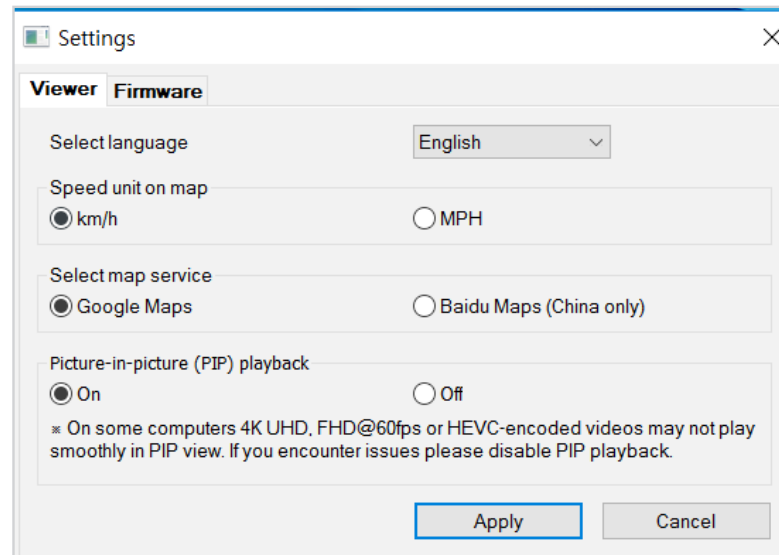 Settings
Viewer Firmware
Select language English
Speed unit on map
km/h MPH
Select map service
Google Maps Baidu Maps (China only)
Picture-in-picture (PIP) playback
On Off
※ On some computers 4K UHD, FHD@60fps or HEVC-encoded videos may not play
smoothly in PIP view. If you encounter issues please disable PIP playback.
Apply Cancel